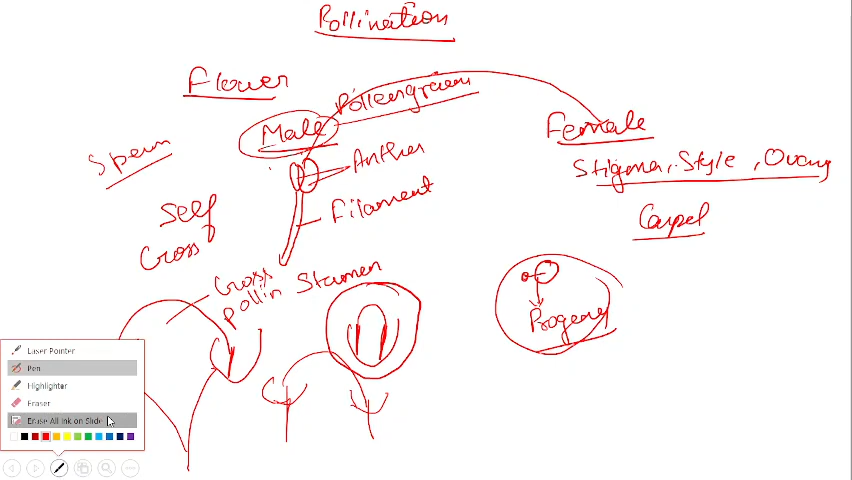 Pollination
Flower
Pollengrain
Male
Female
Sperm
Anther
Stigma, Style, Ovary
Self
Filament
Carpel
Cross
Cross
Pollin
Stamen
Progeny
Laser Pointer
Pen
Highlighter
Eraser
Erase All Ink on Slide